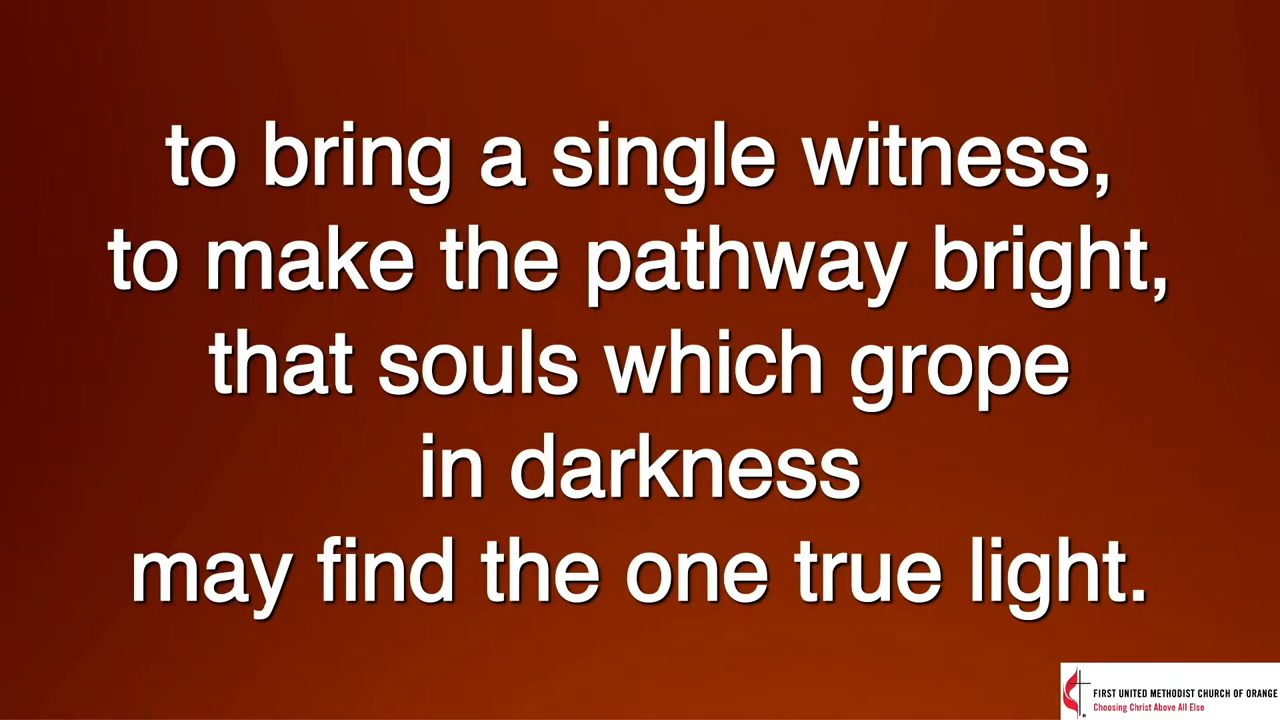 to bring a single witness,
to make the pathway bright,
that souls which grope
in darkness
may find the one true light.
FIRST UNITED METHODIST CHURCH OF ORANGE
Choosing Christ Above All Else